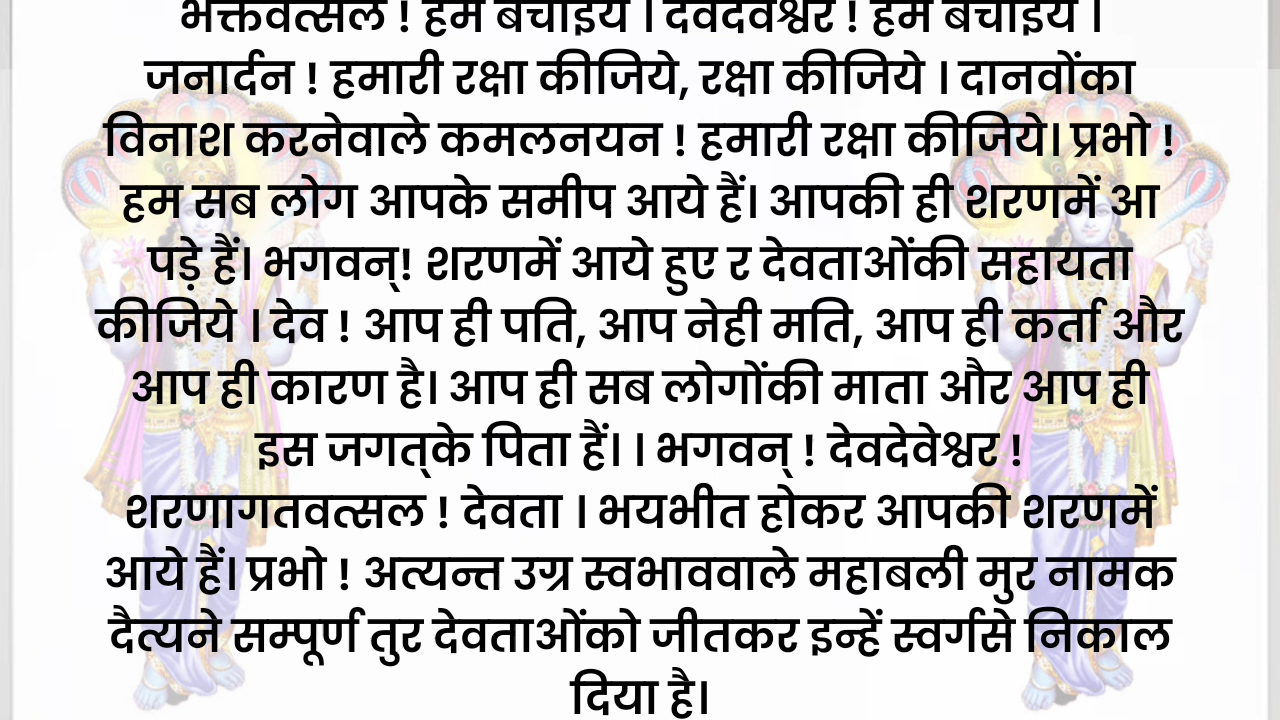 भक्तवत्सल ! हमें बचाइये । देवदेवेश्वर ! हमें बचाइये ।
जनार्दन ! हमारी रक्षा कीजिये, रक्षा कीजिये । दानवोंका
विनाश करनेवाले कमलनयन ! हमारी रक्षा कीजिये। प्रभो !
हम सब लोग आपके समीप आये हैं। आपकी ही शरणमें आ
पड़े हैं। भगवन्! शरणमें आये हुए र देवताओंकी सहायता
कीजिये । देव ! आप ही पति, आप नेही मति, आप ही कर्ता और
आप ही कारण है। आप ही सब लोगोंकी माता और आप ही
इस जगत्के पिता हैं। । भगवन् ! देवदेवेश्वर !
शरणागतवत्सल ! देवता । भयभीत होकर आपकी शरणमें
आये हैं। प्रभो ! अत्यन्त उग्र स्वभाववाले महाबली मुर नामक
दैत्यने सम्पूर्ण तुर देवताओंको जीतकर इन्हें स्वर्गसे निकाल
दिया है।